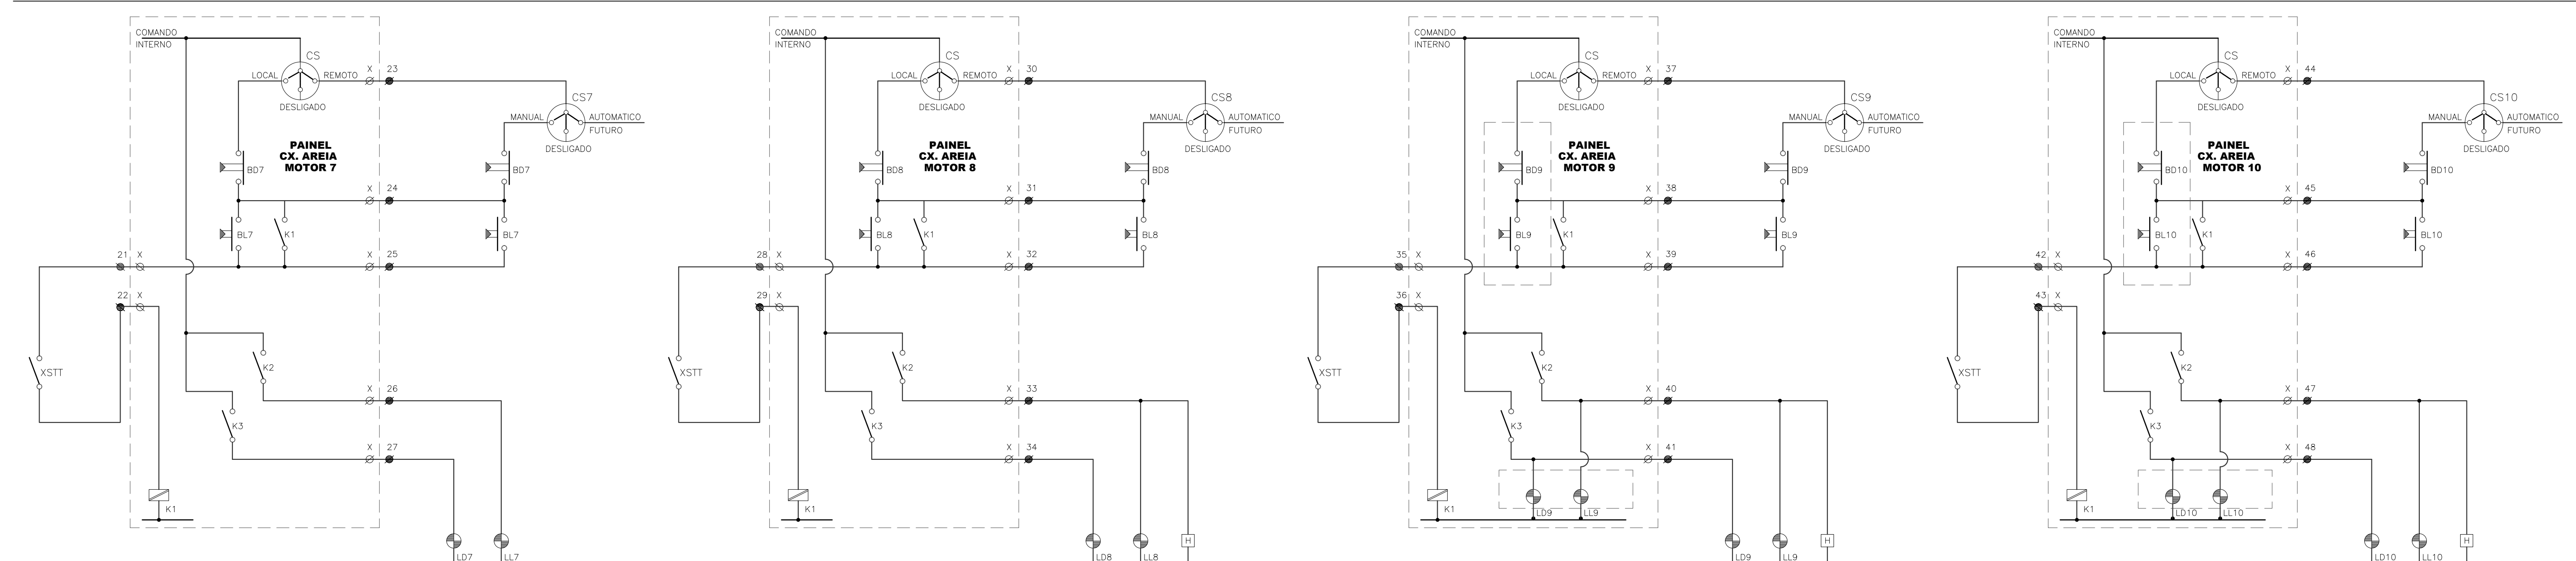 COMANDO
INTERNO
CS
LOCAL
REMOTO
X
23
DESLIGADO
CS7
MANUAL
AUTOMATICO
FUTURO
DESLIGADO
PAINEL
CX. AREIA
MOTOR 7
BD7
BD7
X
24
BL7
K1
BL7
21
X
X
25
22
X
XSTT
K2
X
26
K3
X
27
K1
LD7
LL7
COMANDO
INTERNO
CS
LOCAL
REMOTO
X
30
DESLIGADO
CS8
MANUAL
AUTOMATICO
FUTURO
DESLIGADO
PAINEL
CX. AREIA
MOTOR 8
BD8
BD8
X
31
BL8
K1
BL8
28
X
X
32
29
X
XSTT
K2
X
33
K3
X
34
K1
LD8
LL8
H
COMANDO
INTERNO
CS
LOCAL
REMOTO
X
37
DESLIGADO
CS9
MANUAL
AUTOMATICO
FUTURO
DESLIGADO
PAINEL
CX. AREIA
MOTOR 9
BD9
BD9
X
38
BL9
K1
BL9
35
X
X
39
36
X
XSTT
K2
X
40
K3
X
41
K1
LD9
LL9
LD9
LL9
H
COMANDO
INTERNO
CS
LOCAL
REMOTO
X
44
DESLIGADO
CS10
MANUAL
AUTOMATICO
FUTURO
DESLIGADO
PAINEL
CX. AREIA
MOTOR 10
BD10
BD10
X
45
BL10
K1
BL10
42
X
X
46
43
X
XSTT
K2
X
47
K3
X
48
K1
LD10
LL10
LD10
LL10
H